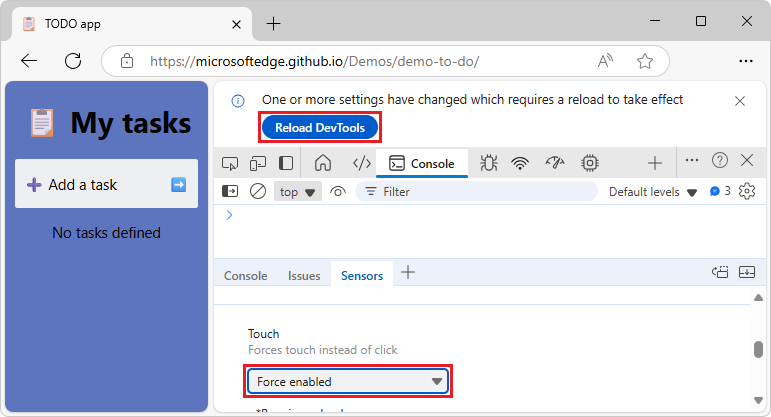 TODO app
https://microsoftedge.github.io/Demos/demo-to-do/
My tasks
Add a task
No tasks defined
One or more settings have changed which requires a reload to take effect
Reload DevTools
Console
top
Filter
Default levels
3
Console
Issues
Sensors
Touch
Forces touch instead of click
Force enabled